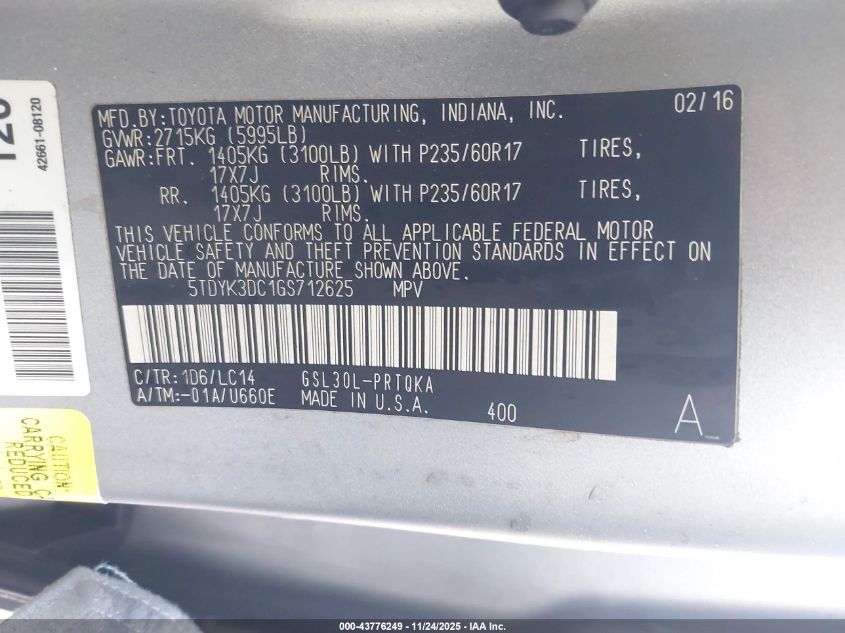 MFD.BY:TOYOTA MOTOR MANUFACTURING, INDIANA, INC. 02/16
GVWR:2715KG (5995LB)
GAWR:FRT. 1405KG (3100LB) WITH P235/60R17 TIRES,
17X7J RIMS.
RR. 1405KG (3100LB) WITH P235/60R17 TIRES,
17X7J RIMS.
THIS VEHICLE CONFORMS TO ALL APPLICABLE FEDERAL MOTOR
VEHICLE SAFETY AND THEFT PREVENTION STANDARDS IN EFFECT ON
THE DATE OF MANUFACTURE SHOWN ABOVE.
5TDYK3DC1GS712625 MPV
C/TR:1D6/LC14 GSL30L-PRTQKA
A/TM:-01A/U660E MADE IN U.S.A. 400 A
42661-08120
CAUTION:
CARRYING
REDUCED
000-43776249 - 11/24/2025 - IAA Inc.